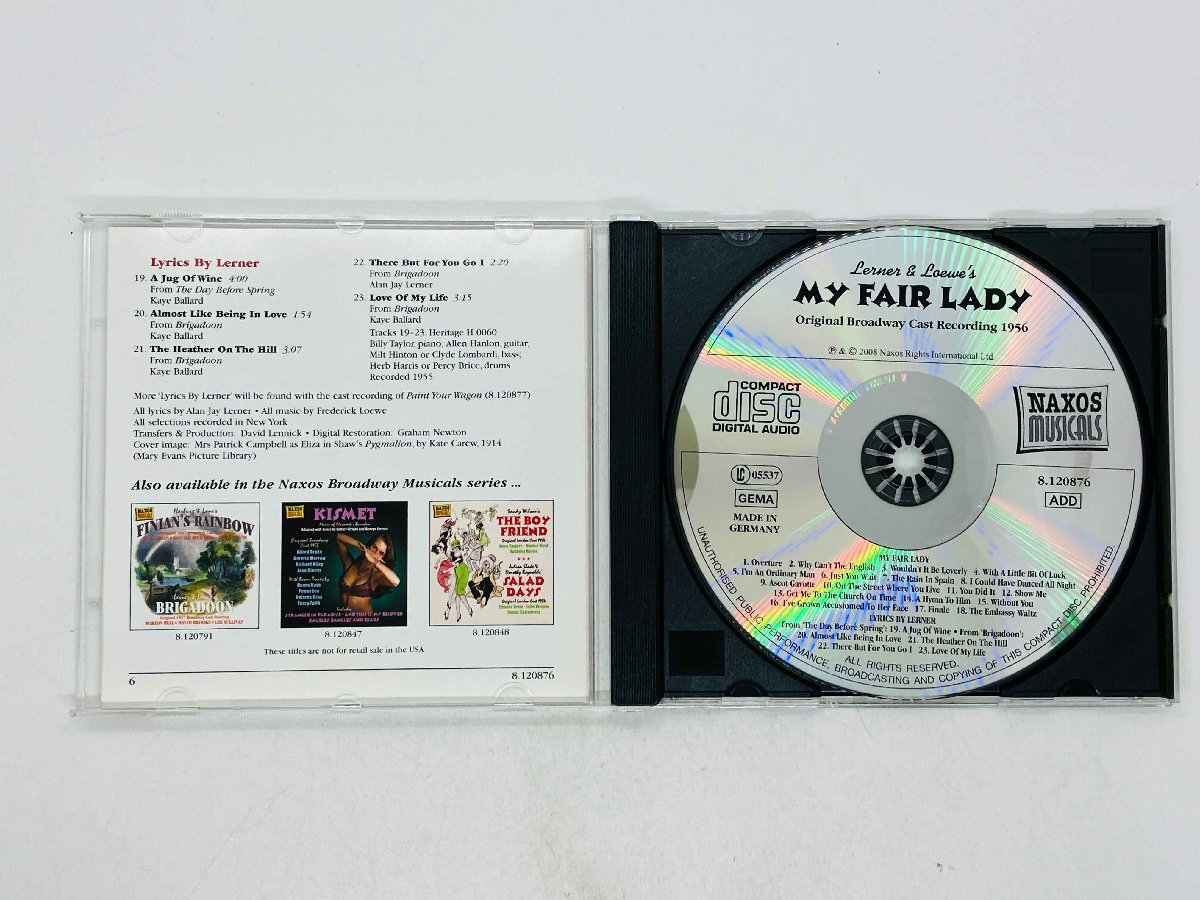 Lyrics By Lerner
19. A Jug Of Wine 4:00
From The Day Before Spring
Kaye Ballard
20. Almost Like Being In Love 1:54
From Brigadoon
Kaye Ballard
21. The Heather On The Hill 3:07
From Brigadoon
Kaye Ballard
22. There But For You Go I 2:20
From Brigadoon
Alan Jay Lerner
23. Love Of My Life 3:15
From Brigadoon
Kaye Ballard
Tracks 19-23, Heritage H 0060
Billy Taylor, piano; Allen Hanlon, guitar;
Milt Hinton or Clyde Lombardi, bass;
Herb Harris or Percy Brice, drums
Recorded 1955
More 'Lyrics By Lerner' will be found with the cast recording of Paint Your Wagon (8.120877)
All lyrics by Alan Jay Lerner • All music by Frederick Loewe
All selections recorded in New York
Transfers & Production: David Lennick • Digital Restoration: Graham Newton
Cover image: Mrs Patrick Campbell as Eliza in Shaw's Pygmalion, by Kate Carew, 1914
(Mary Evans Picture Library)
Also available in the Naxos Broadway Musicals series ...
FINIAN'S RAINBOW
BRIGADOON
8.120791
KISMET
Original Broadway
Cast 1953
Alfred Drake
Doretta Morrow
Richard Kiley
Joan Diener
8.120847
Sandy Wilson's
THE BOY
FRIEND
SALAD
DAYS
8.120848
These titles are not for retail sale in the USA
6
8.120876
Lerner & Loewe's
MY FAIR LADY
Original Broadway Cast Recording 1956
℗ & © 2008 Naxos Rights International Ltd.
COMPACT
disc
DIGITAL AUDIO
NAXOS
MUSICALS
LC 05537
GEMA
MADE IN
GERMANY
8.120876
ADD
MY FAIR LADY
1. Overture 2. Why Can't The English 3. Wouldn't It Be Loverly 4. With A Little Bit Of Luck
5. I'm An Ordinary Man 6. Just You Wait 7. The Rain In Spain 8. I Could Have Danced All Night
9. Ascot Gavotte 10. On The Street Where You Live 11. You Did It 12. Show Me
13. Get Me To The Church On Time 14. A Hymn To Him 15. Without You
16. I've Grown Accustomed To Her Face 17. Finale 18. The Embassy Waltz
LYRICS BY LERNER
From 'The Day Before Spring': 19. A Jug Of Wine • From 'Brigadoon':
20. Almost Like Being In Love 21. The Heather On The Hill
22. There But For You Go I 23. Love Of My Life
ALL RIGHTS RESERVED.
UNAUTHORISED PUBLIC PERFORMANCE, BROADCASTING AND COPYING OF THIS COMPACT DISC PROHIBITED